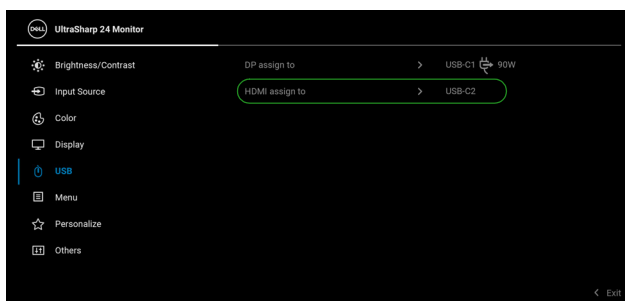 DELL UltraSharp 24 Monitor
Brightness/Contrast DP assign to > USB-C1 90W
Input Source HDMI assign to > USB-C2
Color
Display
USB
Menu
Personalize
Others
< Exit